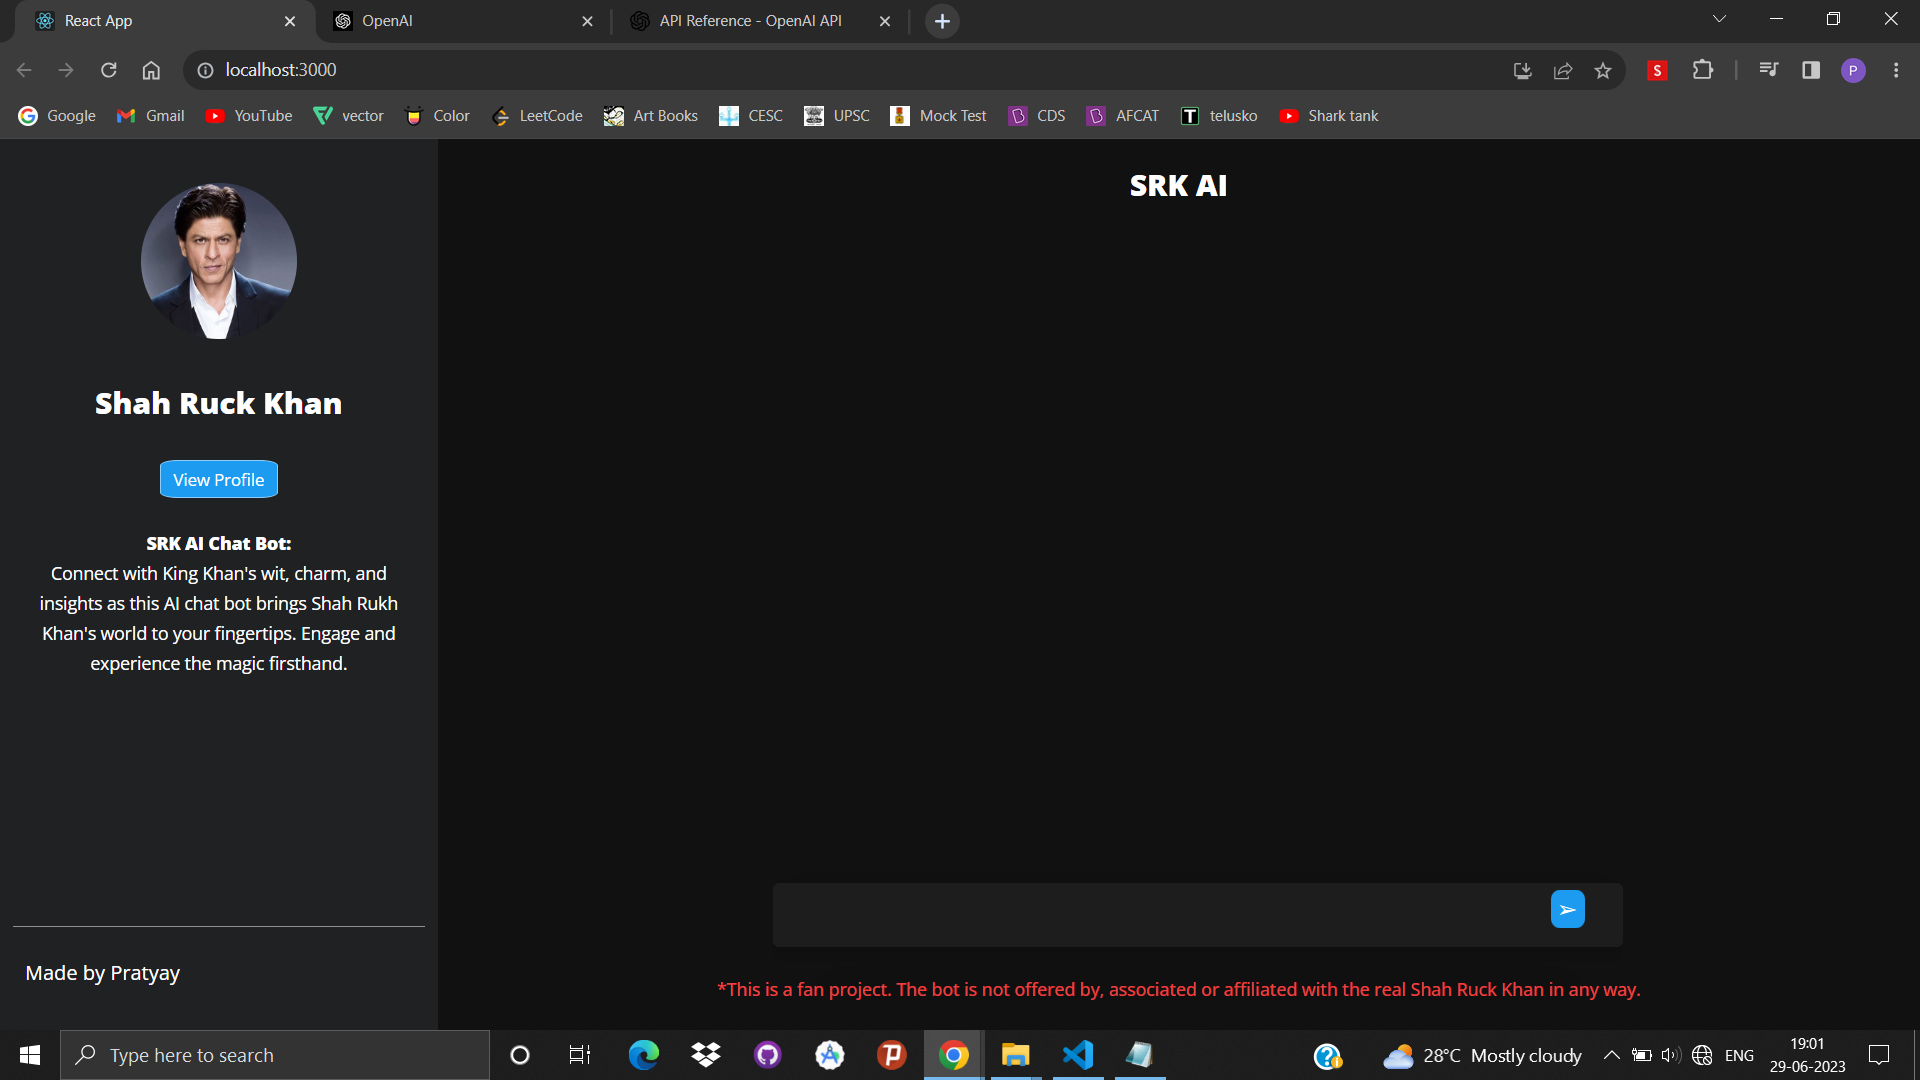 React App
OpenAI
API Reference - OpenAI API
localhost:3000
S
P
Google
Gmail
YouTube
vector
Color
LeetCode
Art Books
CESC
UPSC
Mock Test
CDS
AFCAT
T
telusko
Shark tank
SRK AI
Shah Ruck Khan
View Profile
SRK AI Chat Bot:
Connect with King Khan's wit, charm, and
insights as this AI chat bot brings Shah Rukh
Khan's world to your fingertips. Engage and
experience the magic firsthand.
Made by Pratyay
*This is a fan project. The bot is not offered by, associated or affiliated with the real Shah Ruck Khan in any way.
Type here to search
28°C Mostly cloudy
ENG
19:01
29-06-2023